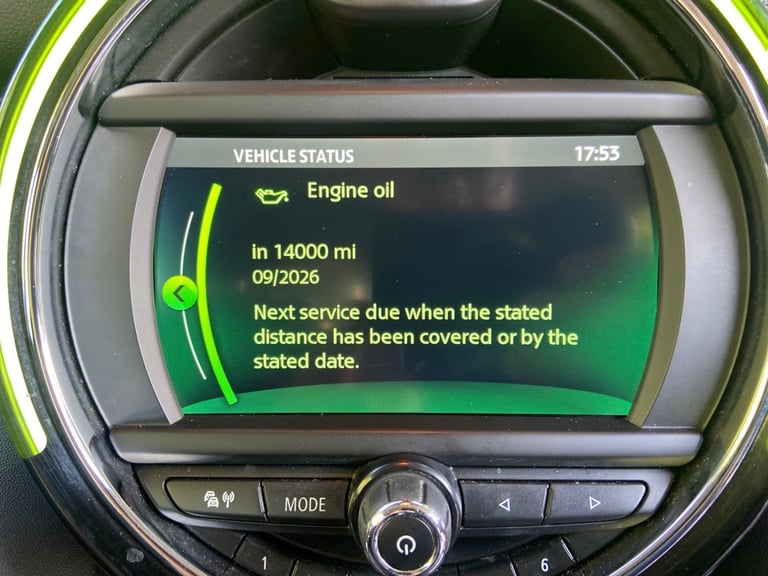 VEHICLE STATUS 17:53
Engine oil
in 14000 mi
09/2026
Next service due when the stated
distance has been covered or by the
stated date.
MODE
1 6